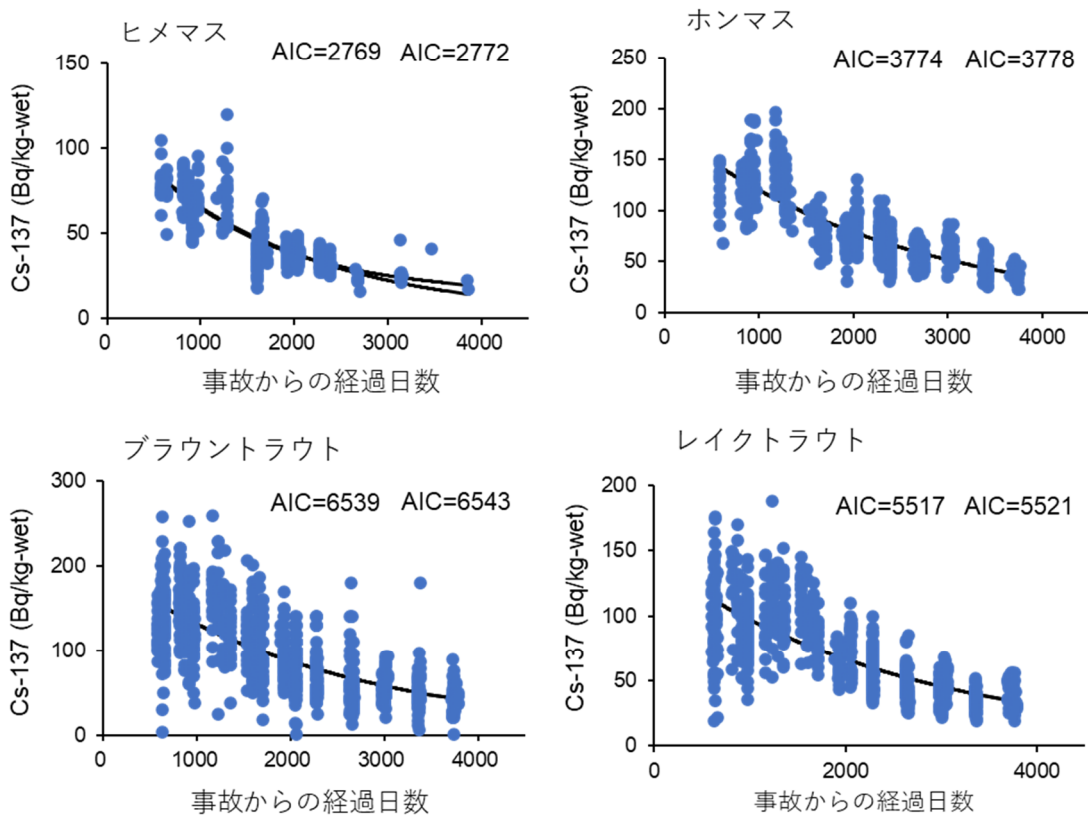 ヒメマス
AIC=2769 AIC=2772
Cs-137 (Bq/kg-wet)
150
100
50
0
0 1000 2000 3000 4000
事故からの経過日数
ホンマス
AIC=3774 AIC=3778
Cs-137 (Bq/kg-wet)
250
200
150
100
50
0
0 1000 2000 3000 4000
事故からの経過日数
ブラウントラウト
AIC=6539 AIC=6543
Cs-137 (Bq/kg-wet)
300
200
100
0
0 1000 2000 3000 4000
事故からの経過日数
レイクトラウト
AIC=5517 AIC=5521
Cs-137 (Bq/kg-wet)
200
150
100
50
0
0 2000 4000
事故からの経過日数